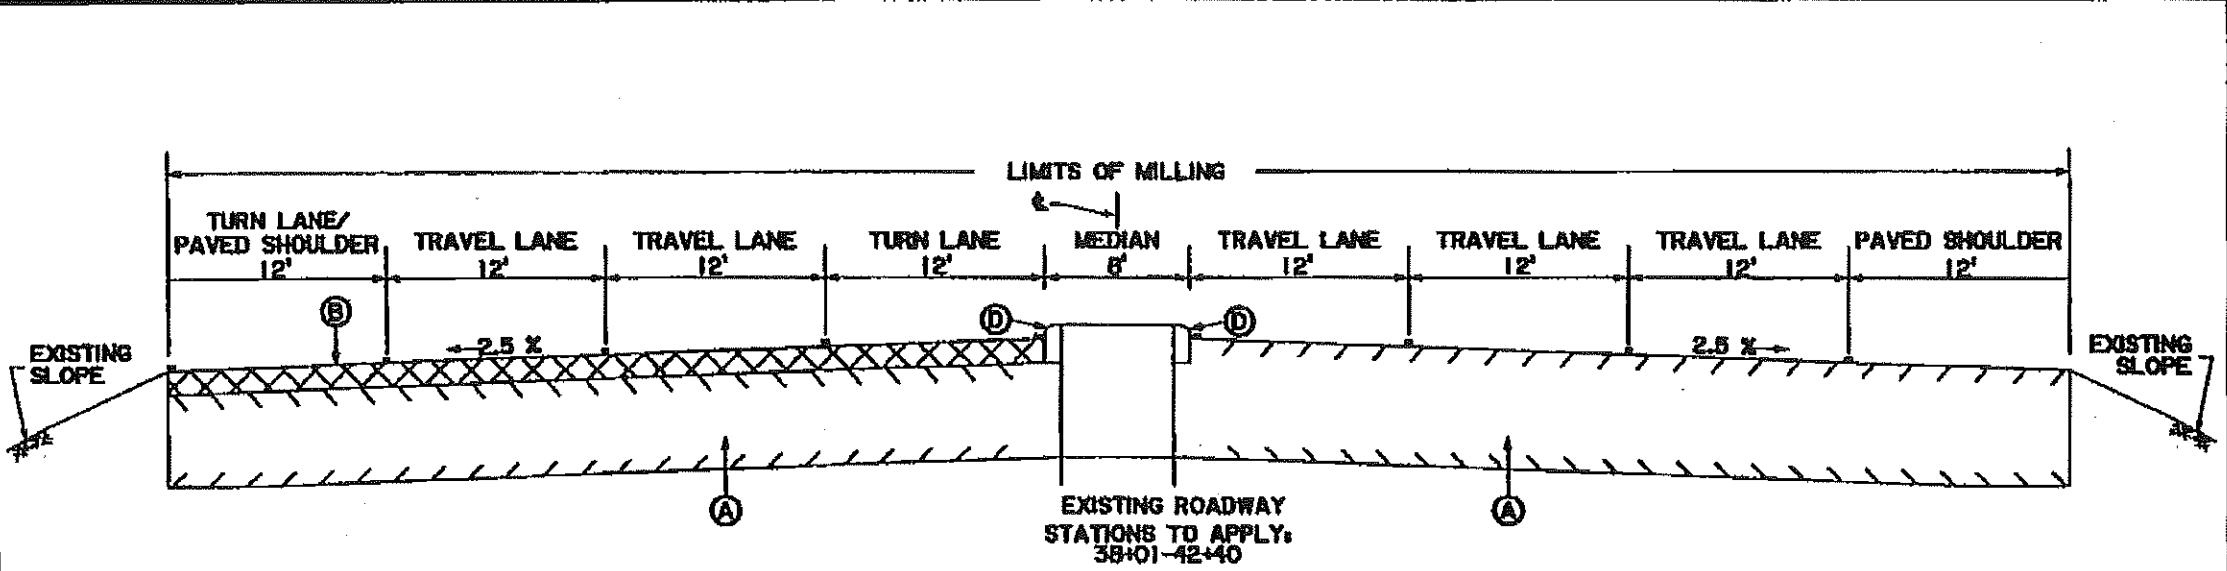 LIMITS OF MILLING
℄
TURN LANE/
PAVED SHOULDER
12'
TRAVEL LANE
12'
TRAVEL LANE
12'
TURN LANE
12'
MEDIAN
8'
TRAVEL LANE
12'
TRAVEL LANE
12'
TRAVEL LANE
12'
PAVED SHOULDER
12'
B
D
D
2.5 %
2.5 %
EXISTING
SLOPE
EXISTING
SLOPE
A
A
EXISTING ROADWAY
STATIONS TO APPLY:
38+01-42+40